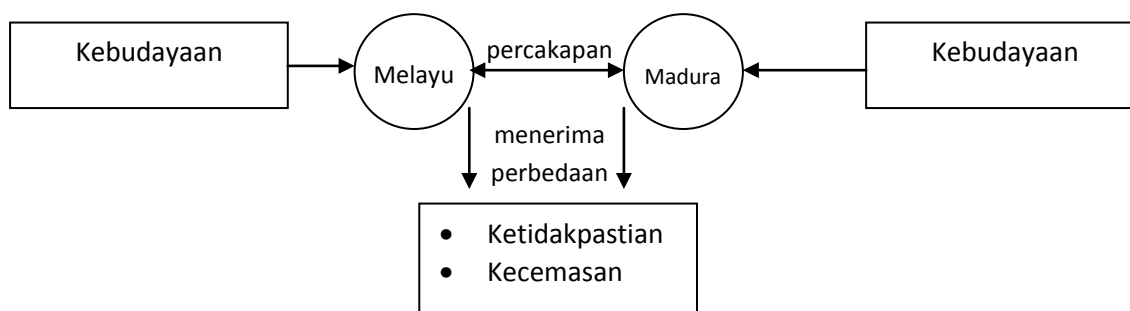 Kebudayaan
Melayu
percakapan
Madura
Kebudayaan
menerima
perbedaan
• Ketidakpastian
• Kecemasan